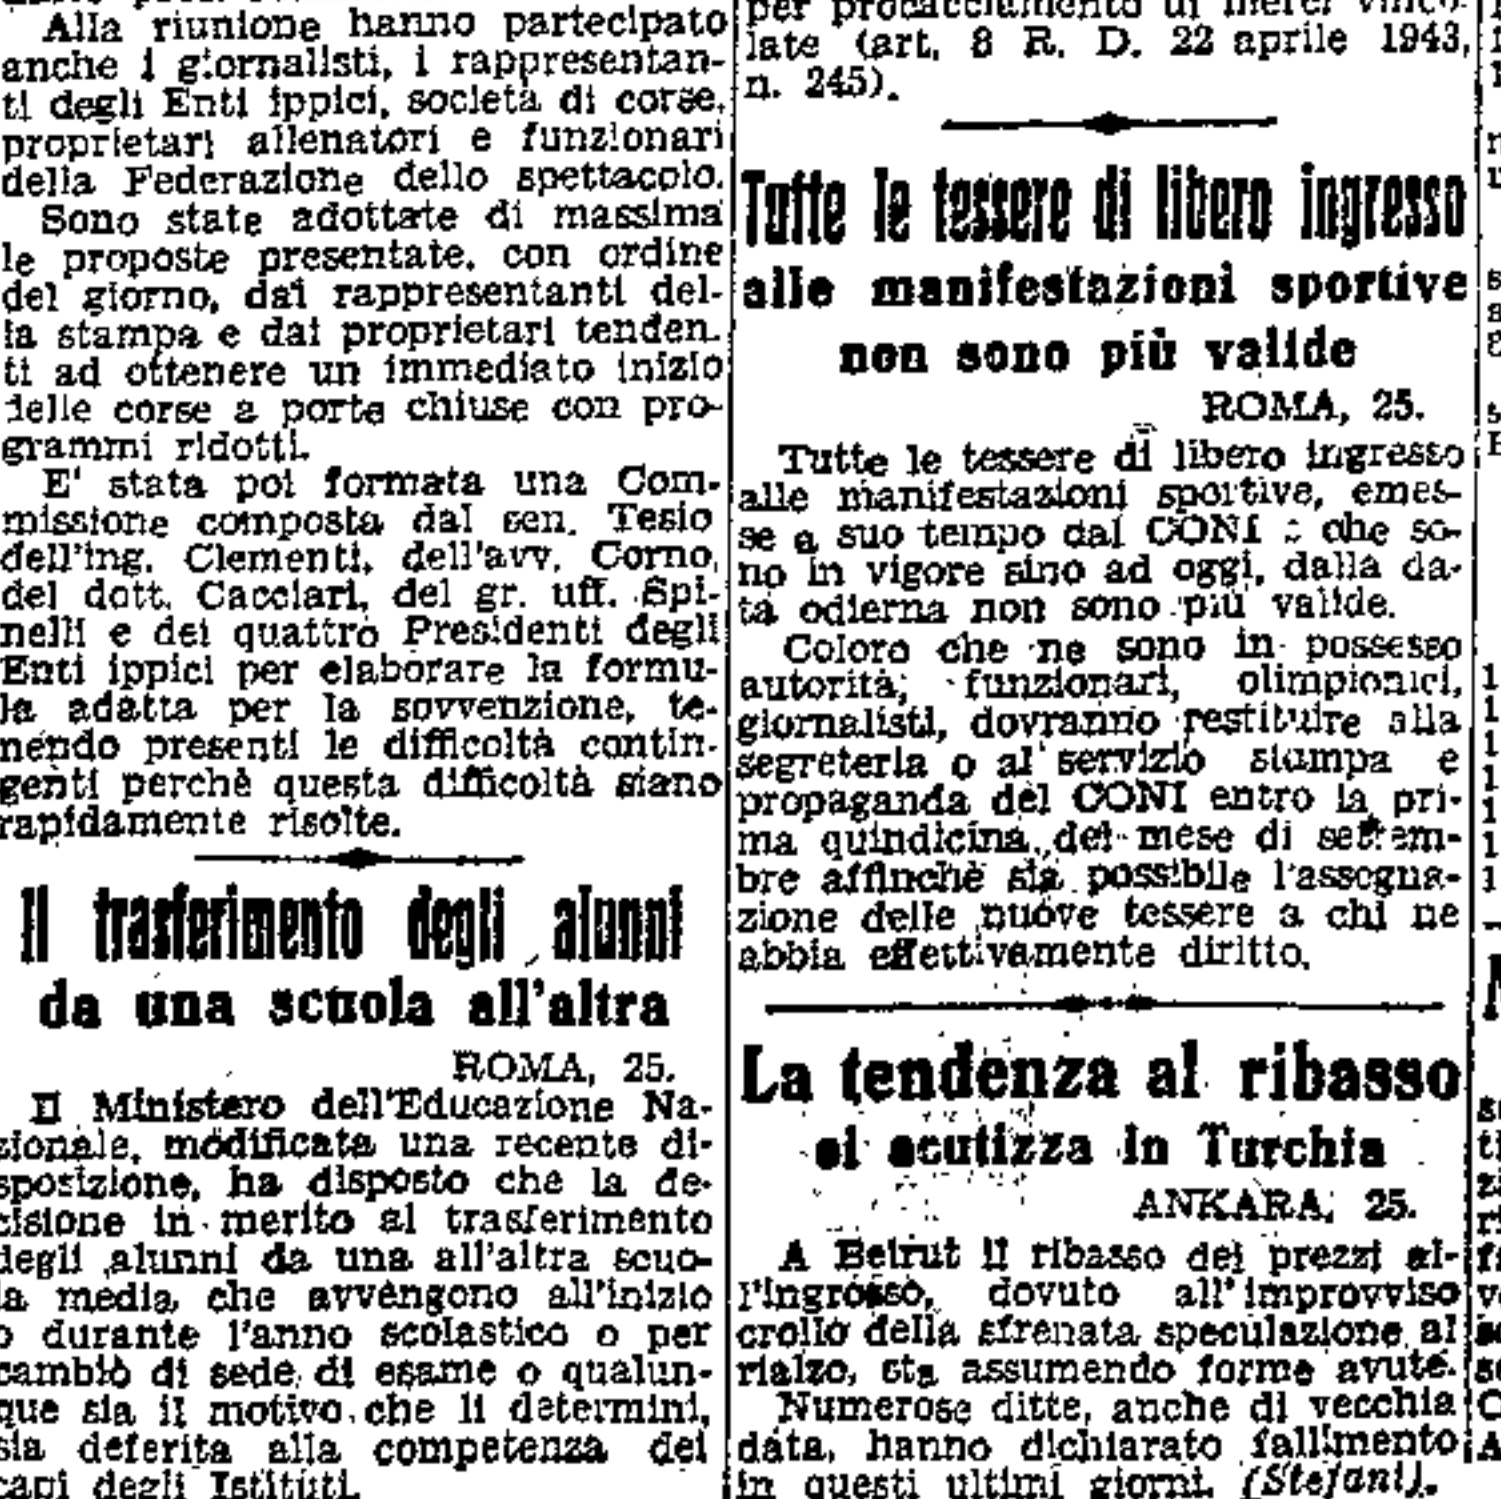 Alla riunione hanno partecipato
anche i giornalisti, i rappresentan-
ti degli Enti ippici, società di corse,
proprietari allenatori e funzionari
della Federazione dello spettacolo.
Sono state adottate di massima
le proposte presentate, con ordine
del giorno, dai rappresentanti del-
la stampa e dai proprietari tenden-
ti ad ottenere un immediato inizio
delle corse a porte chiuse con pro-
grammi ridotti.
E' stata poi formata una Com-
missione composta dal sen. Tesio
dell'ing. Clementi, dell'avv. Corno,
del dott. Cacciari, del gr. uff. Spi-
nelli e dei quattro Presidenti degli
Enti ippici per elaborare la formu-
la adatta per la sovvenzione, te-
nendo presenti le difficoltà contin-
genti perchè questa difficoltà siano
rapidamente risolte.
Il trasferimento degli alunni
da una scuola all'altra
ROMA, 25.
Il Ministero dell'Educazione Na-
zionale, modificata una recente di-
sposizione, ha disposto che la de-
cisione in merito al trasferimento
degli alunni da una all'altra scuo-
la media che avvengono all'inizio
o durante l'anno scolastico o per
cambiò di sede di esame o qualun-
que sia il motivo che li determini,
sia deferita alla competenza dei
capi degli Istituti.
per procacciamento di merci vinco-
late (art. 8 R. D. 22 aprile 1943,
n. 245).
Tutte le tessere di libero ingresso
alle manifestazioni sportive
non sono più valide
ROMA, 25.
Tutte le tessere di libero ingresso
alle manifestazioni sportive, emes-
se a suo tempo dal CONI : che so-
no in vigore sino ad oggi, dalla da-
ta odierna non sono più valide.
Coloro che ne sono in possesso
autorità, funzionari, olimpionici,
giornalisti, dovranno restituire alla
segreteria o al servizio stampa e
propaganda del CONI entro la pri-
ma quindicina del mese di settem-
bre affinchè sia possibile l'assegna-
zione delle nuove tessere a chi ne
abbia effettivamente diritto.
La tendenza al ribasso
si acutizza in Turchia
ANKARA, 25.
A Beirut il ribasso dei prezzi al-
l'ingrosso, dovuto all'improvviso
crollo della sfrenata speculazione al
rialzo, sta assumendo forme avute.
Numerose ditte, anche di vecchia
data, hanno dichiarato fallimento
in questi ultimi giorni. (Stefani).